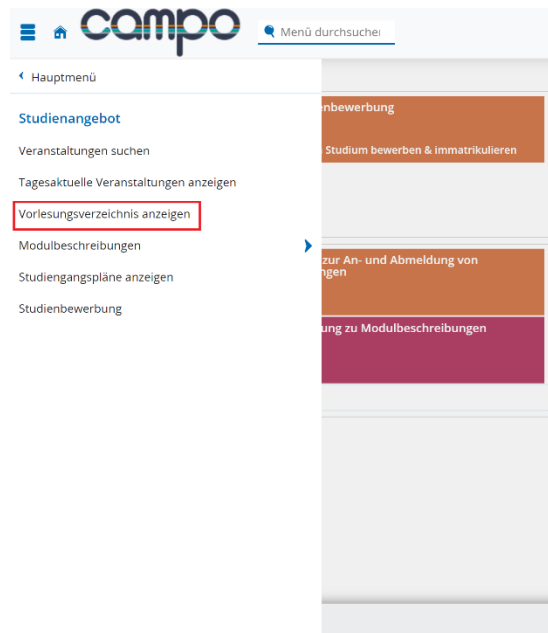 campo
Menü durchsuchen
Hauptmenü
Studienangebot
Veranstaltungen suchen
Tagesaktuelle Veranstaltungen anzeigen
Vorlesungsverzeichnis anzeigen
Modulbeschreibungen
Studiengangspläne anzeigen
Studienbewerbung
enbewerbung
Studium bewerben & immatrikulieren
zur An- und Abmeldung von
ngen
ung zu Modulbeschreibungen